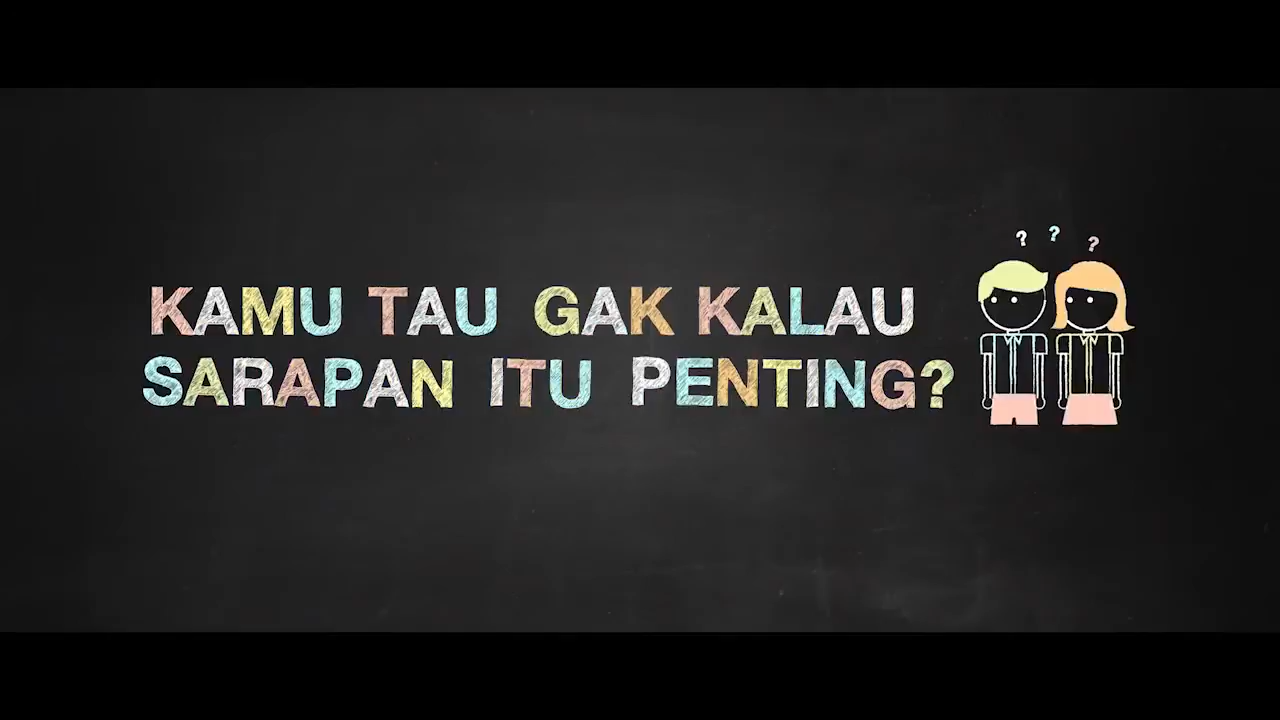 ? ? ?
KAMU TAU GAK KALAU
SARAPAN ITU PENTING?